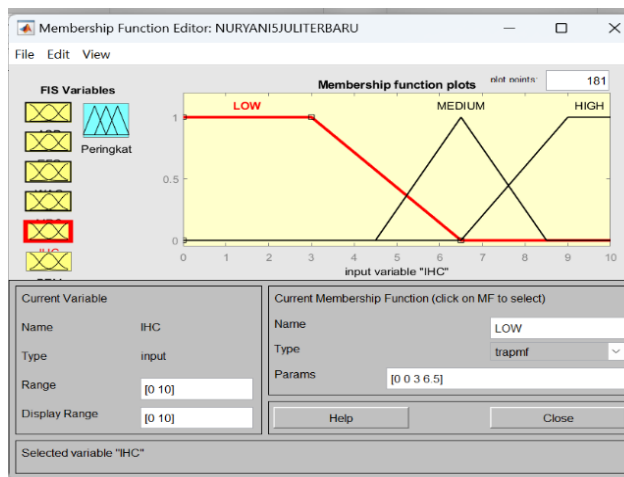 Membership Function Editor: NURYANI5JULITERBARU
File Edit View
FIS Variables
Peringkat
IHC
Membership function plots
plot points:
181
LOW
MEDIUM
HIGH
1
0.5
0
0 1 2 3 4 5 6 7 8 9 10
input variable "IHC"
Current Variable
Name IHC
Type input
Range [0 10]
Display Range [0 10]
Current Membership Function (click on MF to select)
Name LOW
Type trapmf
Params [0 0 3 6.5]
Help Close
Selected variable "IHC"